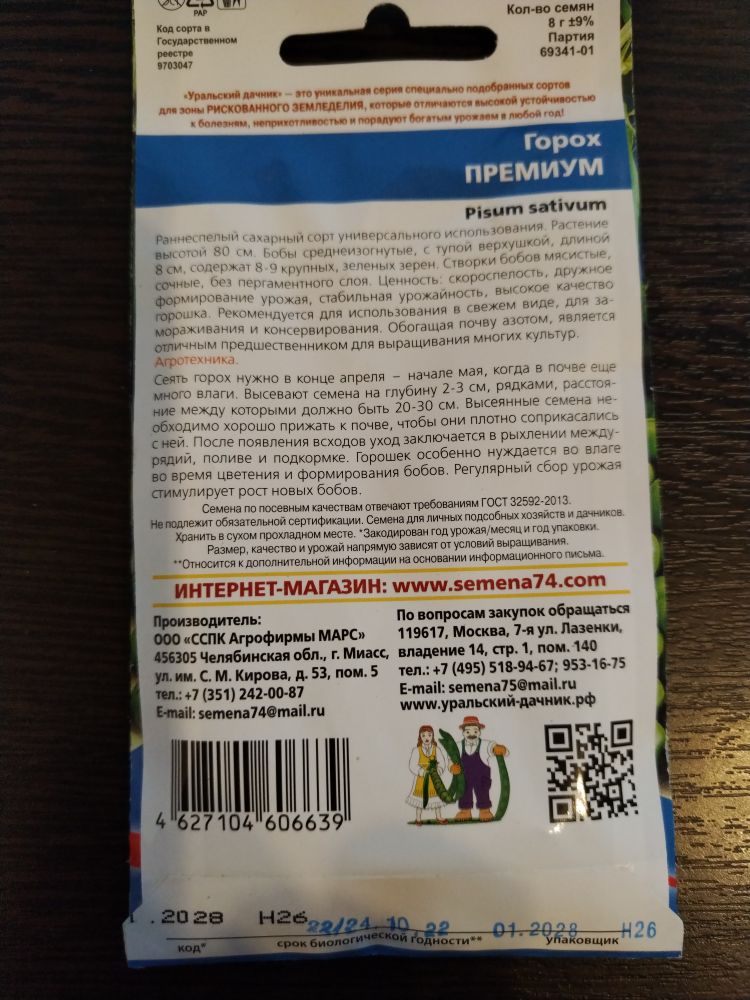 PAP
Код сорта в
Государственном
реестре
9703047
Кол-во семян
8 г ±9%
Партия
69341-01
«Уральский дачник» – это уникальная серия специально подобранных сортов
для зоны РИСКОВАННОГО ЗЕМЛЕДЕЛИЯ, которые отличаются высокой устойчивостью
к болезням, неприхотливостью и порадуют богатым урожаем в любой год!
Горох
ПРЕМИУМ
Pisum sativum
Раннеспелый сахарный сорт универсального использования. Растение
высотой 80 см. Бобы среднеизогнутые, с тупой верхушкой, длиной
8 см, содержат 8-9 крупных, зеленых зерен. Створки бобов мясистые,
сочные, без пергаментного слоя. Ценность: скороспелость, дружное
формирование урожая, стабильная урожайность, высокое качество
горошка. Рекомендуется для использования в свежем виде, для за-
мораживания и консервирования. Обогащая почву азотом, является
отличным предшественником для выращивания многих культур.
Агротехника.
Сеять горох нужно в конце апреля – начале мая, когда в почве еще
много влаги. Высевают семена на глубину 2-3 см, рядками, расстоя-
ние между которыми должно быть 20-30 см. Высеянные семена не-
обходимо хорошо прижать к почве, чтобы они плотно соприкасались
с ней. После появления всходов уход заключается в рыхлении между-
рядий, поливе и подкормке. Горошек особенно нуждается во влаге
во время цветения и формирования бобов. Регулярный сбор урожая
стимулирует рост новых бобов.
Семена по посевным качествам отвечают требованиям ГОСТ 32592-2013.
Не подлежит обязательной сертификации. Семена для личных подсобных хозяйств и дачников.
Хранить в сухом прохладном месте. *Закодирован год урожая/месяц и год упаковки.
Размер, качество и урожай напрямую зависят от условий выращивания.
**Относится к дополнительной информации на основании информационного письма.
ИНТЕРНЕТ-МАГАЗИН: www.semena74.com
Производитель:
ООО «ССПК Агрофирмы МАРС»
456305 Челябинская обл., г. Миасс,
ул. им. С. М. Кирова, д. 53, пом. 5
тел.: +7 (351) 242-00-87
E-mail: semena74@mail.ru
По вопросам закупок обращаться
119617, Москва, 7-я ул. Лазенки,
владение 14, стр. 1, пом. 140
тел.: +7 (495) 518-94-67; 953-16-75
E-mail: semena75@mail.ru
www.уральский-дачник.рф
4 627104 606639
.2028 H26 22/24.10.22 01.2028 H26
код* срок биологической годности** упаковщик